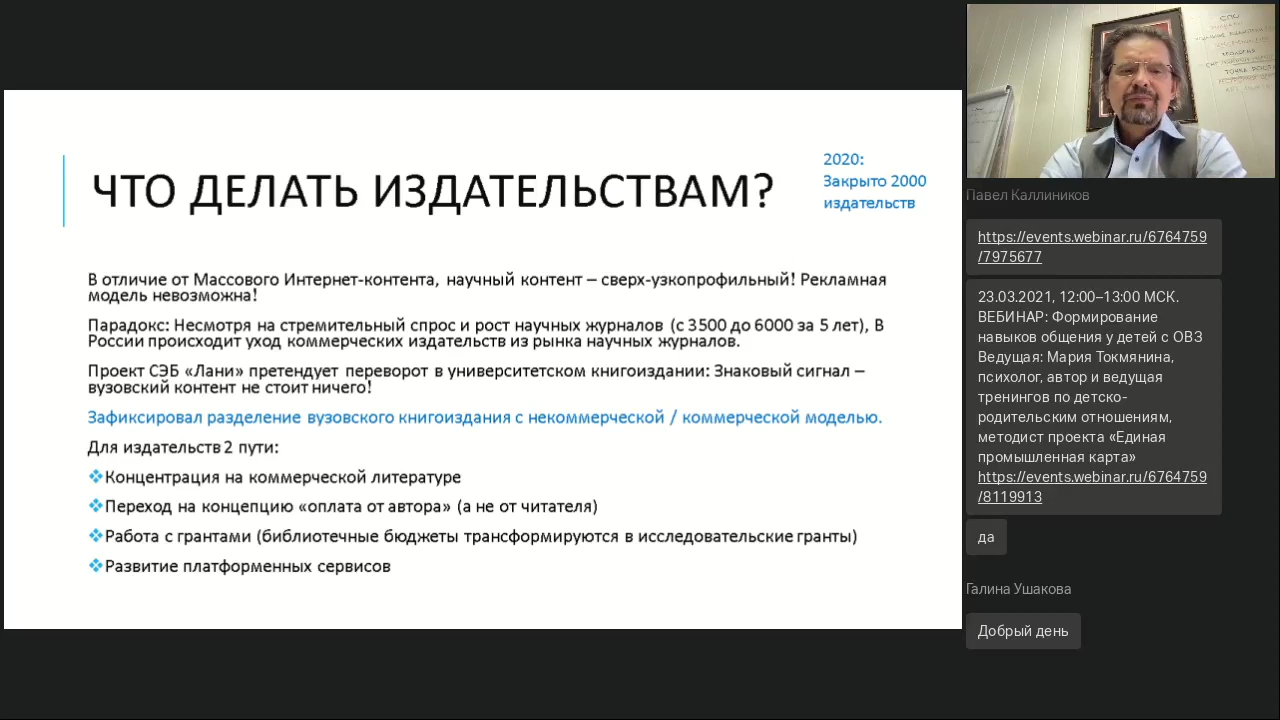 ЧТО ДЕЛАТЬ ИЗДАТЕЛЬСТВАМ?
2020:
Закрыто 2000
издательств
В отличие от Массового Интернет-контента, научный контент – сверх-узкопрофильный! Рекламная
модель невозможна!
Парадокс: Несмотря на стремительный спрос и рост научных журналов (с 3500 до 6000 за 5 лет), В
России происходит уход коммерческих издательств из рынка научных журналов.
Проект СЭБ «Лани» претендует переворот в университетском книгоиздании: Знаковый сигнал –
вузовский контент не стоит ничего!
Зафиксировал разделение вузовского книгоиздания с некоммерческой / коммерческой моделью.
Для издательств 2 пути:
❖Концентрация на коммерческой литературе
❖Переход на концепцию «оплата от автора» (а не от читателя)
❖Работа с грантами (библиотечные бюджеты трансформируются в исследовательские гранты)
❖Развитие платформенных сервисов
СПО
ТОЧКА РОСТА
Павел Каллиников
https://events.webinar.ru/6764759
/7975677
23.03.2021, 12:00–13:00 МСК.
ВЕБИНАР: Формирование
навыков общения у детей с ОВЗ
Ведущая: Мария Токмянина,
психолог, автор и ведущая
тренингов по детско-
родительским отношениям,
методист проекта «Единая
промышленная карта»
https://events.webinar.ru/6764759
/8119913
да
Галина Ушакова
Добрый день